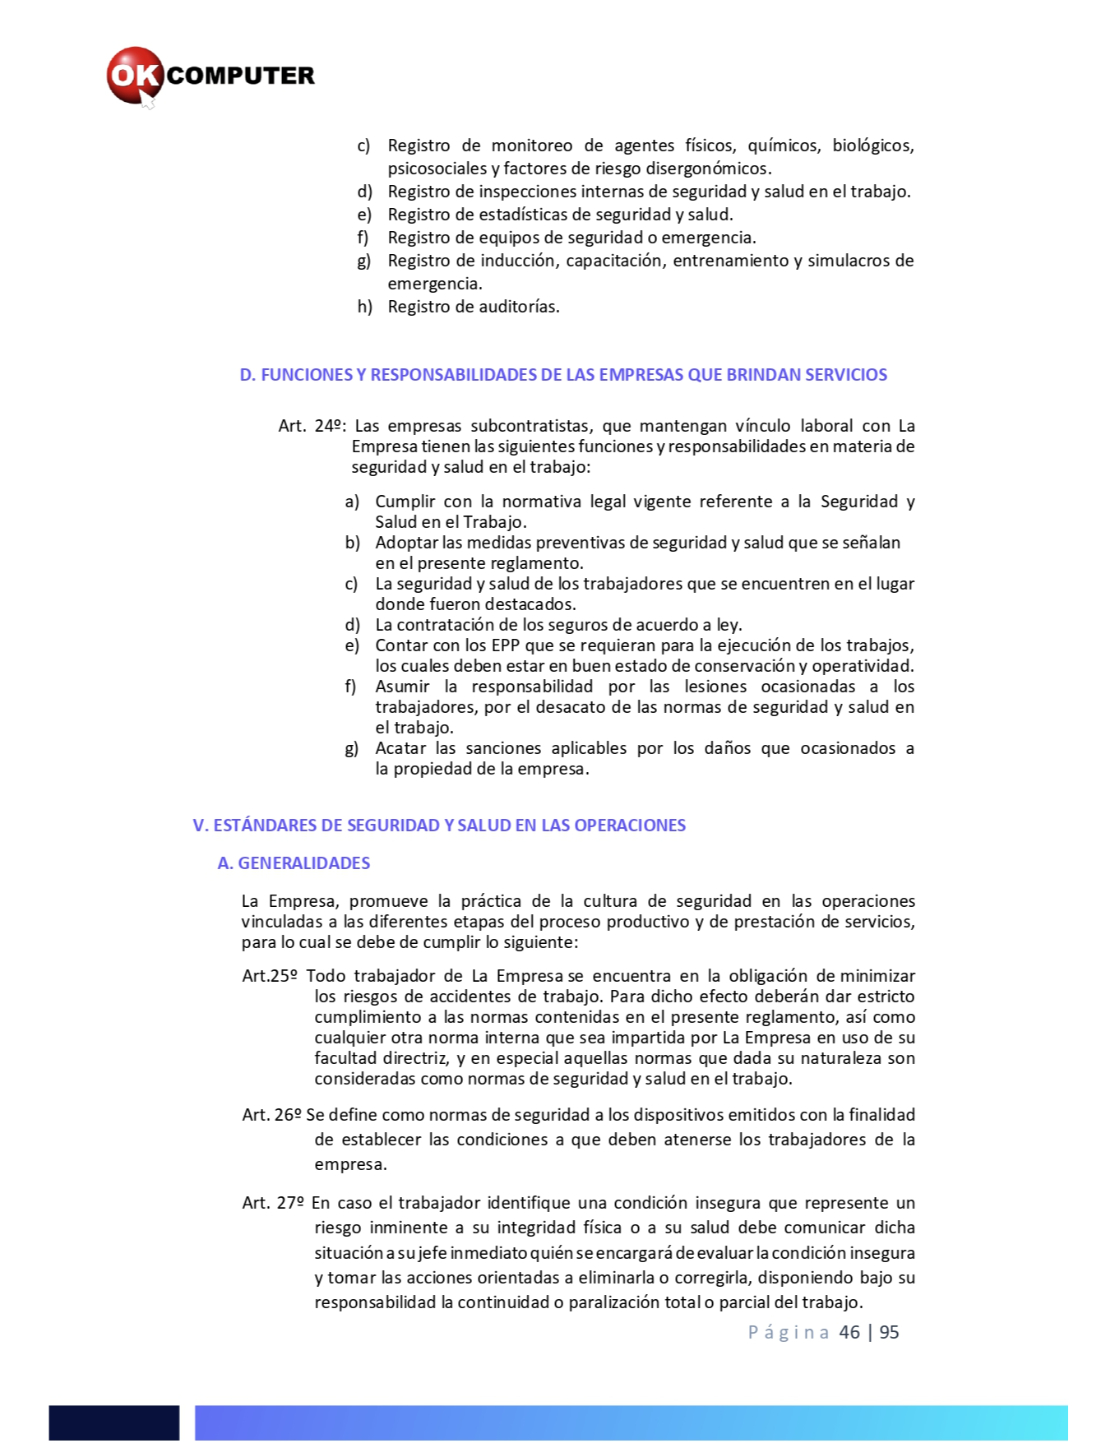 OK COMPUTER
c) Registro de monitoreo de agentes físicos, químicos, biológicos,
psicosociales y factores de riesgo disergonómicos.
d) Registro de inspecciones internas de seguridad y salud en el trabajo.
e) Registro de estadísticas de seguridad y salud.
f) Registro de equipos de seguridad o emergencia.
g) Registro de inducción, capacitación, entrenamiento y simulacros de
emergencia.
h) Registro de auditorías.
D. FUNCIONES Y RESPONSABILIDADES DE LAS EMPRESAS QUE BRINDAN SERVICIOS
Art. 24º: Las empresas subcontratistas, que mantengan vínculo laboral con La
Empresa tienen las siguientes funciones y responsabilidades en materia de
seguridad y salud en el trabajo:
a) Cumplir con la normativa legal vigente referente a la Seguridad y
Salud en el Trabajo.
b) Adoptar las medidas preventivas de seguridad y salud que se señalan
en el presente reglamento.
c) La seguridad y salud de los trabajadores que se encuentren en el lugar
donde fueron destacados.
d) La contratación de los seguros de acuerdo a ley.
e) Contar con los EPP que se requieran para la ejecución de los trabajos,
los cuales deben estar en buen estado de conservación y operatividad.
f) Asumir la responsabilidad por las lesiones ocasionadas a los
trabajadores, por el desacato de las normas de seguridad y salud en
el trabajo.
g) Acatar las sanciones aplicables por los daños que ocasionados a
la propiedad de la empresa.
V. ESTÁNDARES DE SEGURIDAD Y SALUD EN LAS OPERACIONES
A. GENERALIDADES
La Empresa, promueve la práctica de la cultura de seguridad en las operaciones
vinculadas a las diferentes etapas del proceso productivo y de prestación de servicios,
para lo cual se debe de cumplir lo siguiente:
Art.25º Todo trabajador de La Empresa se encuentra en la obligación de minimizar
los riesgos de accidentes de trabajo. Para dicho efecto deberán dar estricto
cumplimiento a las normas contenidas en el presente reglamento, así como
cualquier otra norma interna que sea impartida por La Empresa en uso de su
facultad directriz, y en especial aquellas normas que dada su naturaleza son
consideradas como normas de seguridad y salud en el trabajo.
Art. 26º Se define como normas de seguridad a los dispositivos emitidos con la finalidad
de establecer las condiciones a que deben atenerse los trabajadores de la
empresa.
Art. 27º En caso el trabajador identifique una condición insegura que represente un
riesgo inminente a su integridad física o a su salud debe comunicar dicha
situación a su jefe inmediato quién se encargará de evaluar la condición insegura
y tomar las acciones orientadas a eliminarla o corregirla, disponiendo bajo su
responsabilidad la continuidad o paralización total o parcial del trabajo.
Página 46 | 95